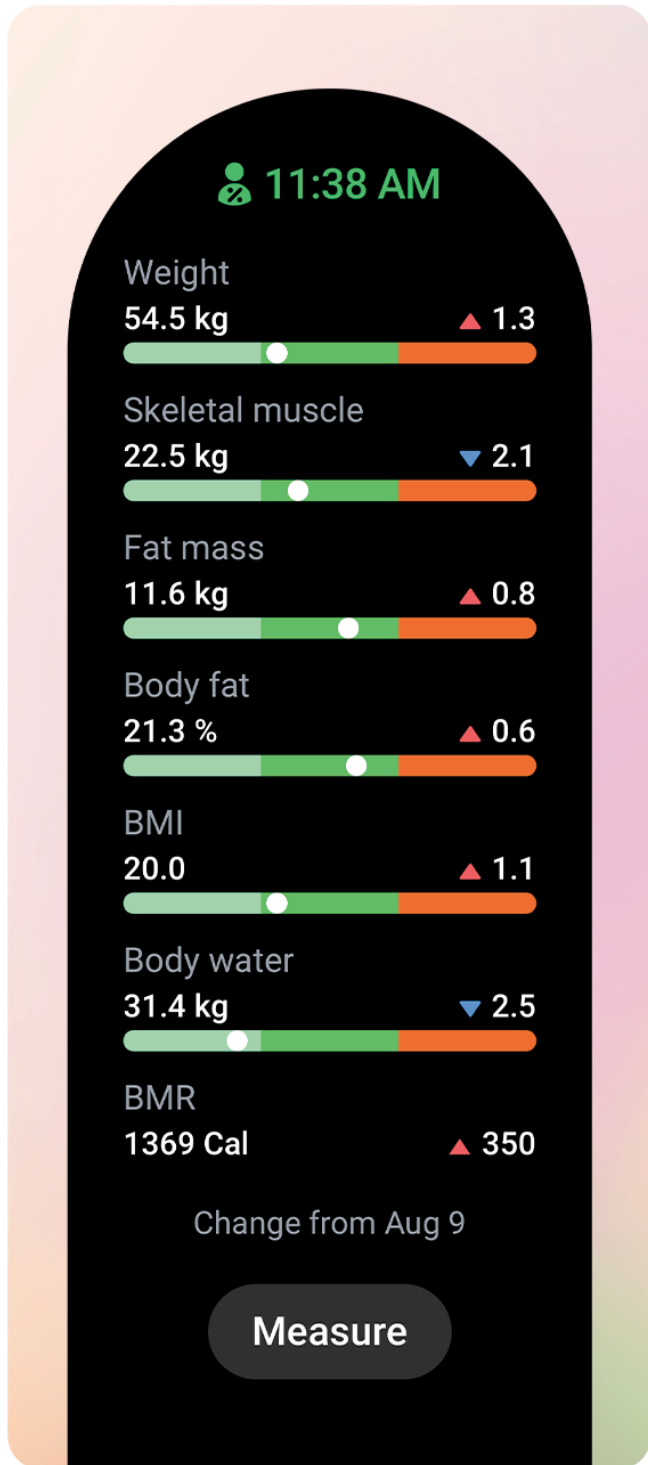 11:38 AM
Weight
54.5 kg ▲ 1.3
Skeletal muscle
22.5 kg ▼ 2.1
Fat mass
11.6 kg ▲ 0.8
Body fat
21.3 % ▲ 0.6
BMI
20.0 ▲ 1.1
Body water
31.4 kg ▼ 2.5
BMR
1369 Cal ▲ 350
Change from Aug 9
Measure